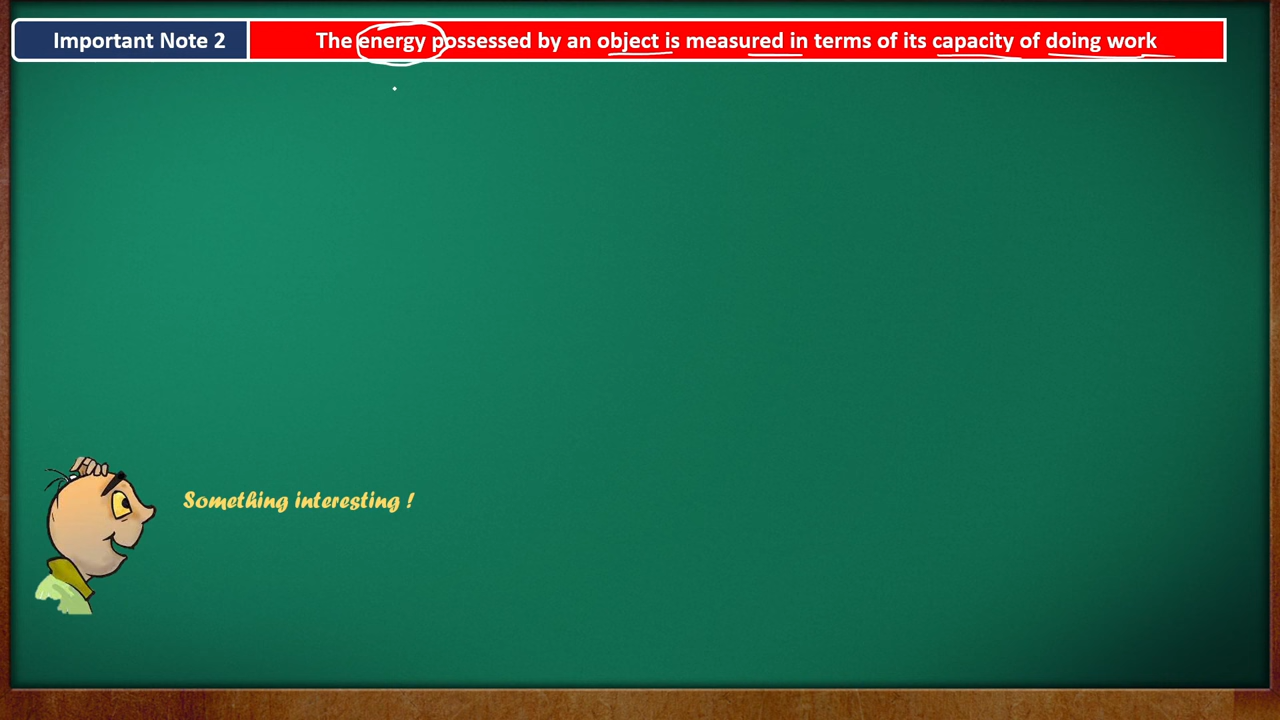 Important Note 2
The energy possessed by an object is measured in terms of its capacity of doing work
Something interesting !